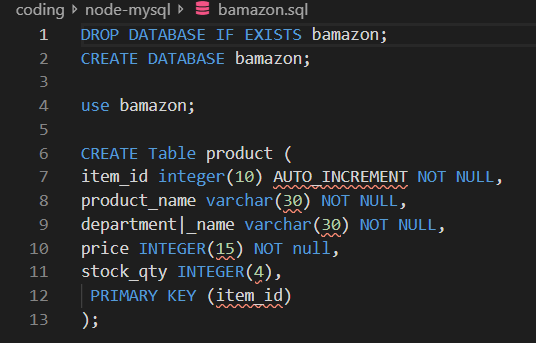 coding > node-mysql > bamazon.sql
1 DROP DATABASE IF EXISTS bamazon;
2 CREATE DATABASE bamazon;
3
4 use bamazon;
5
6 CREATE Table product (
7 item_id integer(10) AUTO_INCREMENT NOT NULL,
8 product_name varchar(30) NOT NULL,
9 department_name varchar(30) NOT NULL,
10 price INTEGER(15) NOT null,
11 stock_qty INTEGER(4),
12 PRIMARY KEY (item_id)
13 );